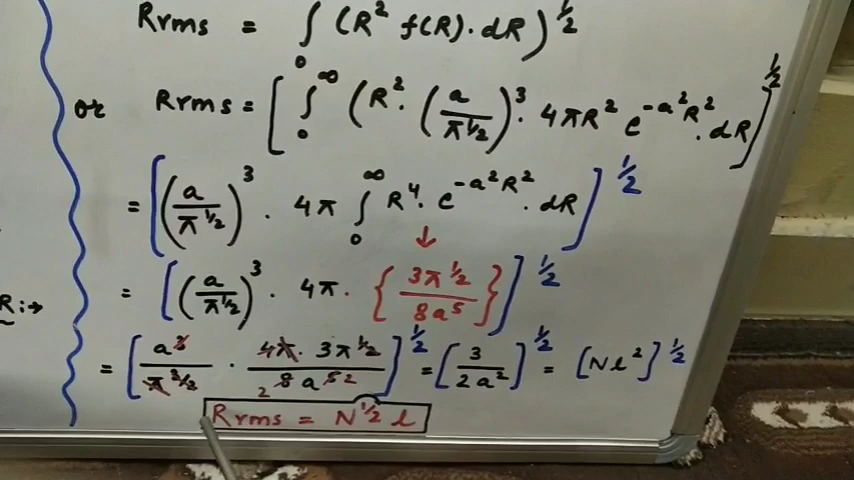 Rrms = ∫₀ (R² f(R)·dR)^½
or Rrms = [ ∫₀^∞ (R²· (a/π^½)³· 4πR² e^(-a²R²)·dR ]^½
= [ (a/π^½)³ · 4π ∫₀^∞ R⁴· e^(-a²R²)·dR ]^½
↓
R:→ = [ (a/π^½)³ · 4π· { 3π^½ / 8a⁵ } ]^½
= [ a³/π^(3/2) · 4π· 3π^½ / ₂8a⁵ ² ]^½ = [ 3/2a² ]^½ = [Nl²]^½
Rrms = N^½ l